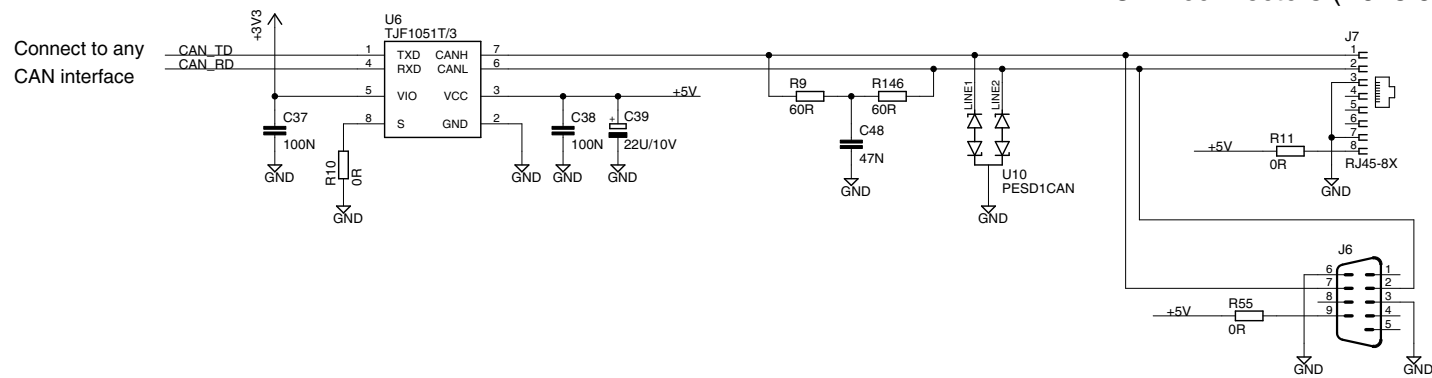 J7
Connect to any
CAN interface
CAN_TD
CAN_RD
+3V3
U6
TJF1051T/3
1 TXD CANH 7
4 RXD CANL 6
5 VIO VCC 3
8 S GND 2
C37
100N
GND
R10
0R
GND
GND
C38
100N
GND
C39
+
22U/10V
GND
+5V
R9
60R
R146
60R
C48
47N
GND
LINE1
LINE2
U10
PESD1CAN
GND
1
2
3
4
5
6
7
8
RJ45-8X
+5V
R11
0R
GND
J6
6
7
8
9
1
2
3
4
5
+5V
R55
0R
GND
GND